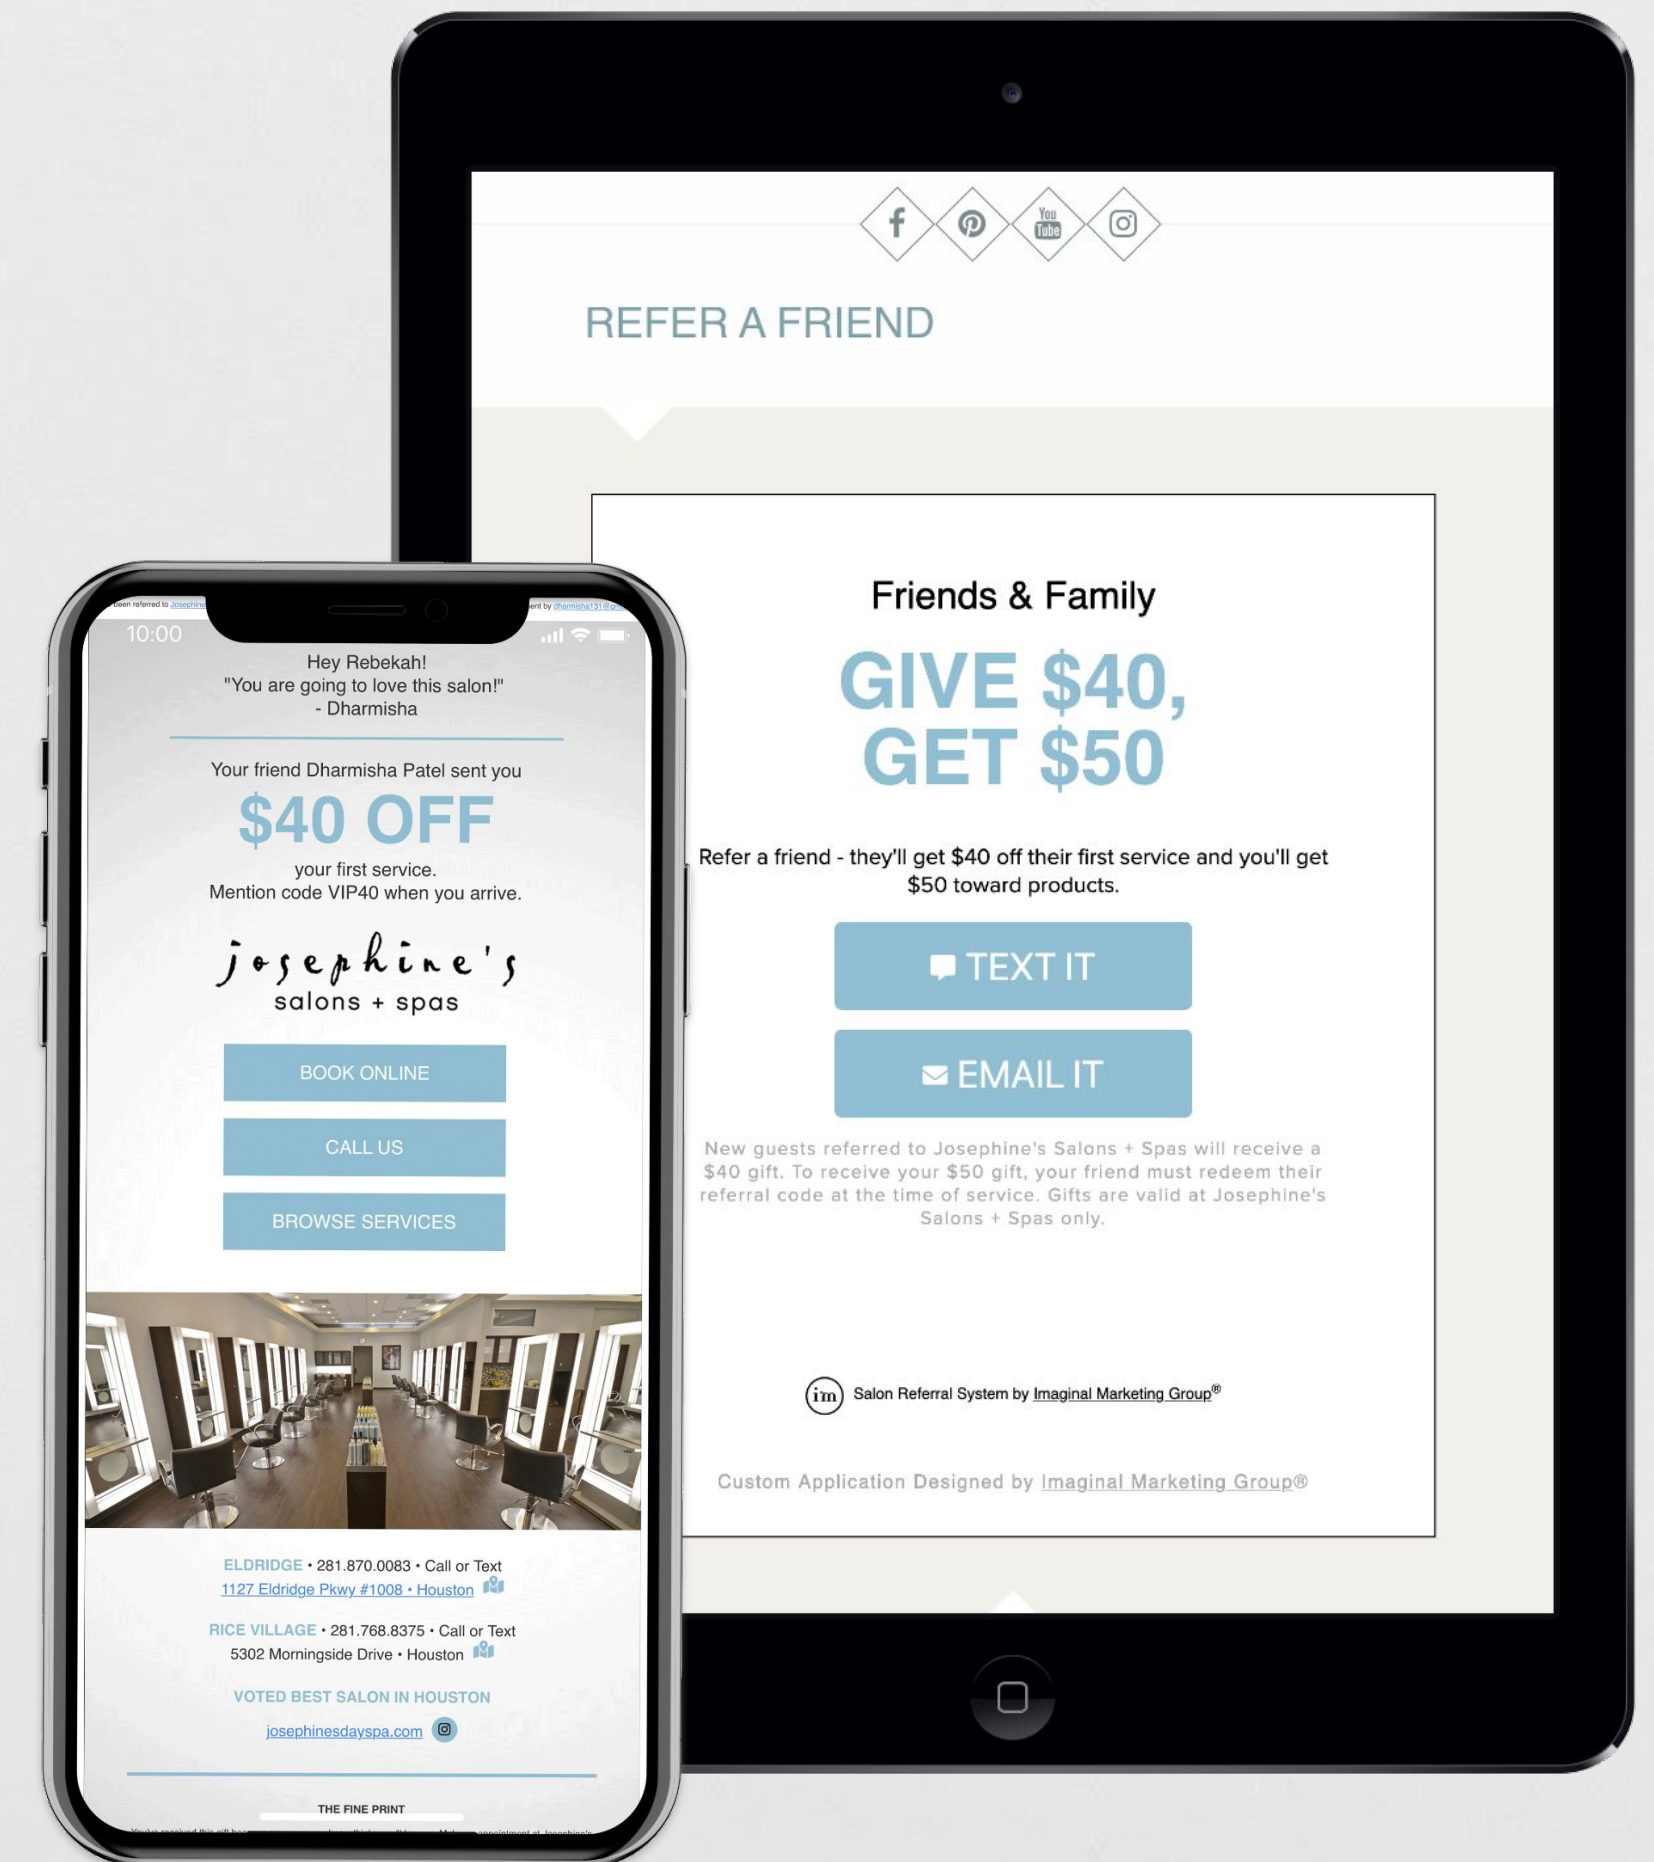 You
Tube
REFER A FRIEND
Friends & Family
GIVE $40,
GET $50
Refer a friend - they'll get $40 off their first service and you'll get
$50 toward products.
TEXT IT
EMAIL IT
New guests referred to Josephine's Salons + Spas will receive a
$40 gift. To receive your $50 gift, your friend must redeem their
referral code at the time of service. Gifts are valid at Josephine's
Salons + Spas only.
im Salon Referral System by Imaginal Marketing Group®
Custom Application Designed by Imaginal Marketing Group®
been referred to Josephine
by dharmisha131@
10:00
Hey Rebekah!
"You are going to love this salon!"
- Dharmisha
Your friend Dharmisha Patel sent you
$40 OFF
your first service.
Mention code VIP40 when you arrive.
josephine's
salons + spas
BOOK ONLINE
CALL US
BROWSE SERVICES
ELDRIDGE • 281.870.0083 • Call or Text
1127 Eldridge Pkwy #1008 • Houston
RICE VILLAGE • 281.768.8375 • Call or Text
5302 Morningside Drive • Houston
VOTED BEST SALON IN HOUSTON
josephinesdayspa.com
THE FINE PRINT